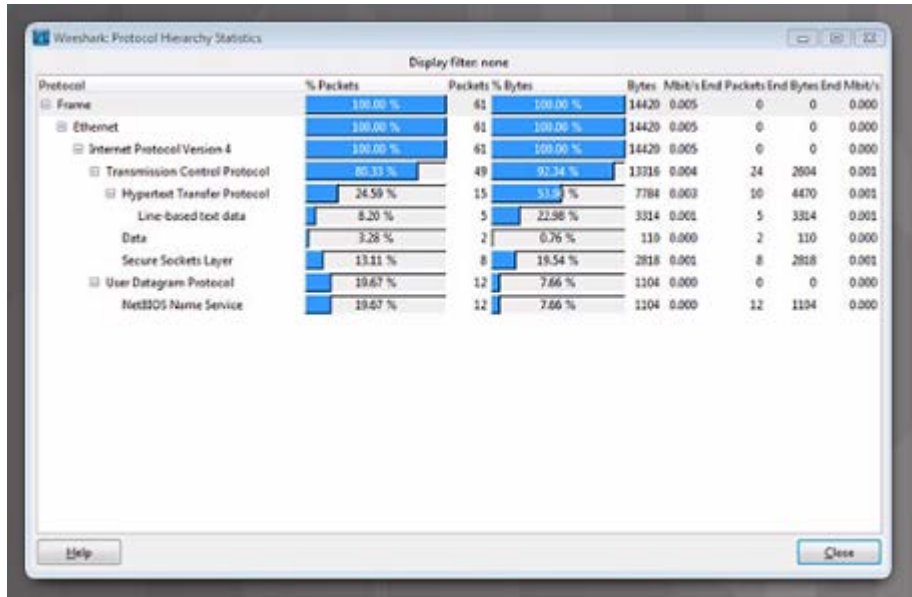 Wireshark: Protocol Hierarchy Statistics
Display filter: none
Protocol % Packets Packets % Bytes Bytes Mbit/s End Packets End Bytes End Mbit/s
Frame 100.00 % 61 100.00 % 14420 0.005 0 0 0.000
Ethernet 100.00 % 61 100.00 % 14420 0.005 0 0 0.000
Internet Protocol Version 4 100.00 % 61 100.00 % 14420 0.005 0 0 0.000
Transmission Control Protocol 80.33 % 49 92.34 % 13316 0.004 24 2604 0.001
Hypertext Transfer Protocol 24.59 % 15 53.98 % 7784 0.003 10 4470 0.001
Line-based text data 8.20 % 5 22.98 % 3314 0.001 5 3314 0.001
Data 3.28 % 2 0.76 % 110 0.000 2 110 0.000
Secure Sockets Layer 13.11 % 8 19.54 % 2818 0.001 8 2818 0.001
User Datagram Protocol 19.67 % 12 7.66 % 1104 0.000 0 0 0.000
NetBIOS Name Service 19.67 % 12 7.66 % 1104 0.000 12 1104 0.000
Help Close